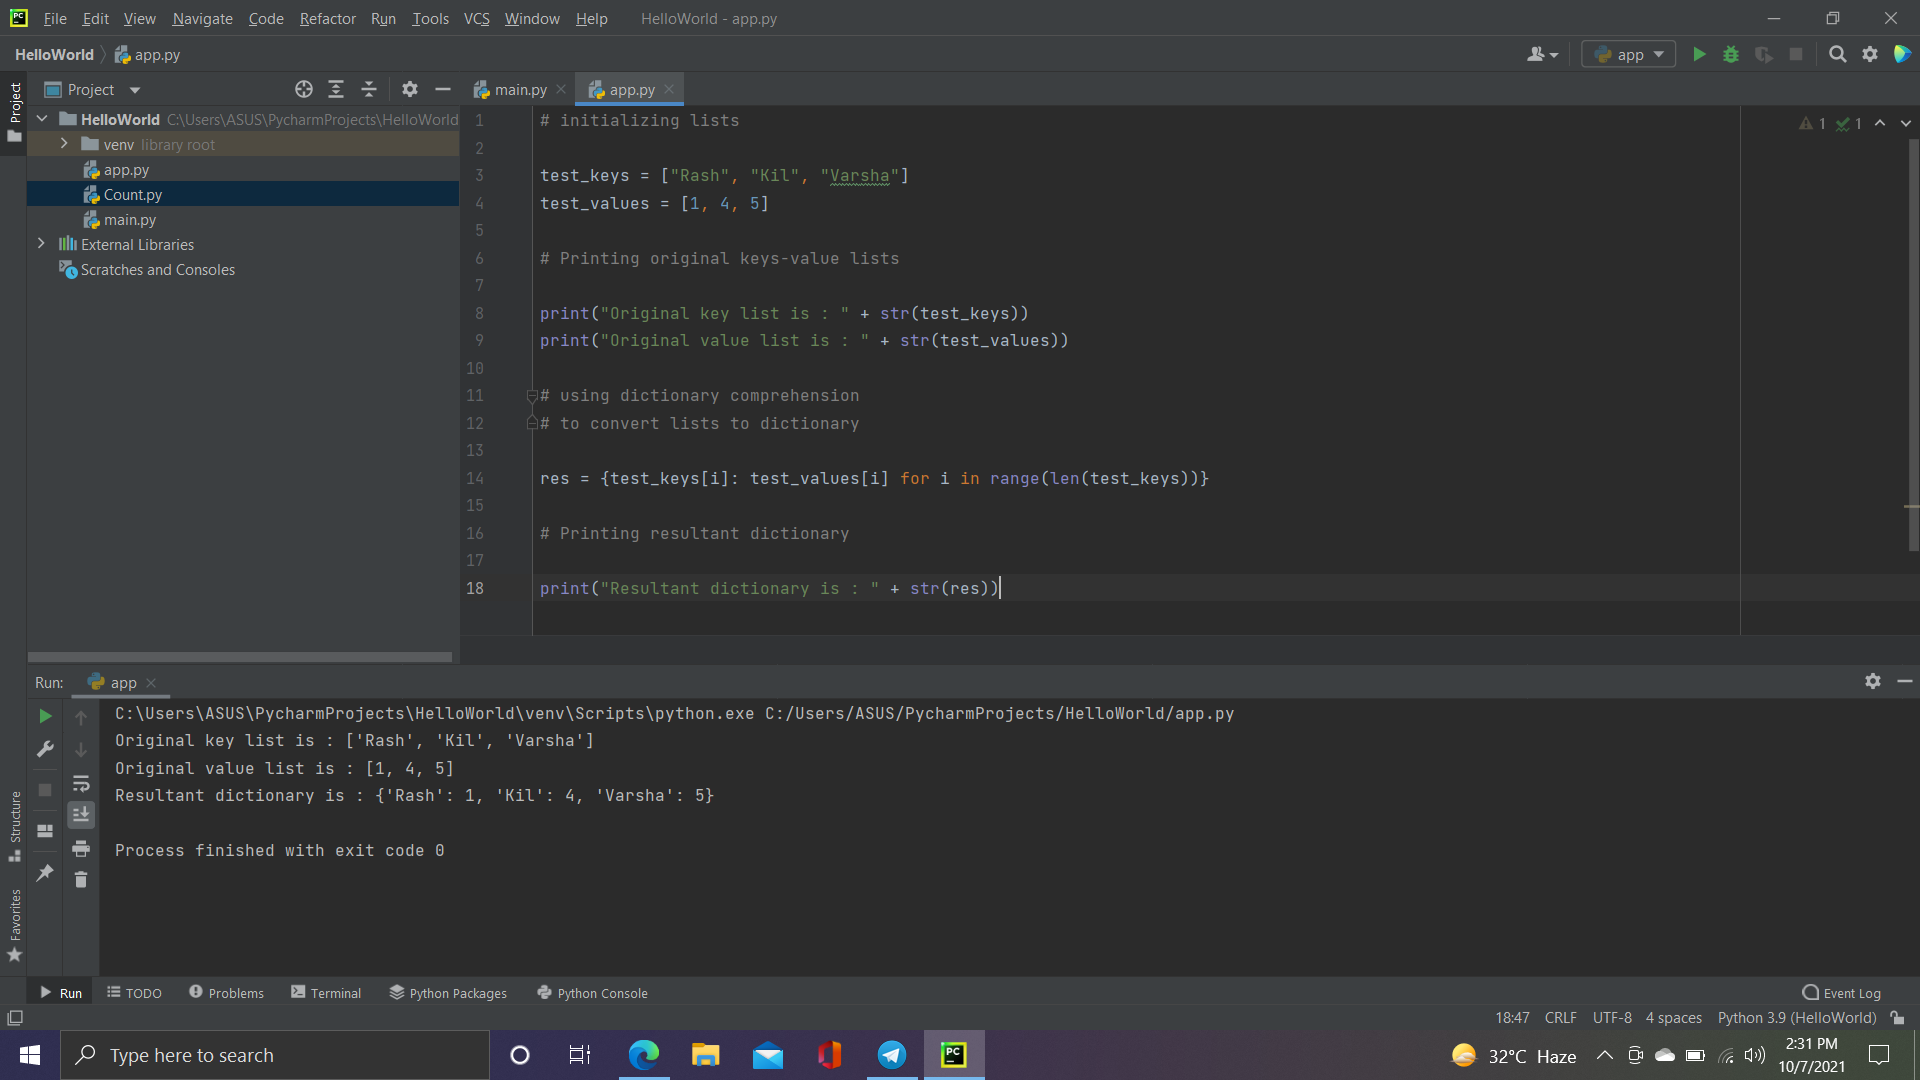 PC File Edit View Navigate Code Refactor Run Tools VCS Window Help HelloWorld - app.py
HelloWorld app.py app
Project Project main.py app.py
HelloWorld C:\Users\ASUS\PycharmProjects\HelloWorld
venv library root
app.py
Count.py
main.py
External Libraries
Scratches and Consoles
1 # initializing lists
1 1
2
3 test_keys = ["Rash", "Kil", "Varsha"]
4 test_values = [1, 4, 5]
5
6 # Printing original keys-value lists
7
8 print("Original key list is : " + str(test_keys))
9 print("Original value list is : " + str(test_values))
10
11 # using dictionary comprehension
12 # to convert lists to dictionary
13
14 res = {test_keys[i]: test_values[i] for i in range(len(test_keys))}
15
16 # Printing resultant dictionary
17
18 print("Resultant dictionary is : " + str(res))
Run: app
C:\Users\ASUS\PycharmProjects\HelloWorld\venv\Scripts\python.exe C:/Users/ASUS/PycharmProjects/HelloWorld/app.py
Original key list is : ['Rash', 'Kil', 'Varsha']
Original value list is : [1, 4, 5]
Resultant dictionary is : {'Rash': 1, 'Kil': 4, 'Varsha': 5}
Process finished with exit code 0
Structure
Favorites
Run TODO Problems Terminal Python Packages Python Console Event Log
18:47 CRLF UTF-8 4 spaces Python 3.9 (HelloWorld)
Type here to search PC 32°C Haze 2:31 PM
10/7/2021